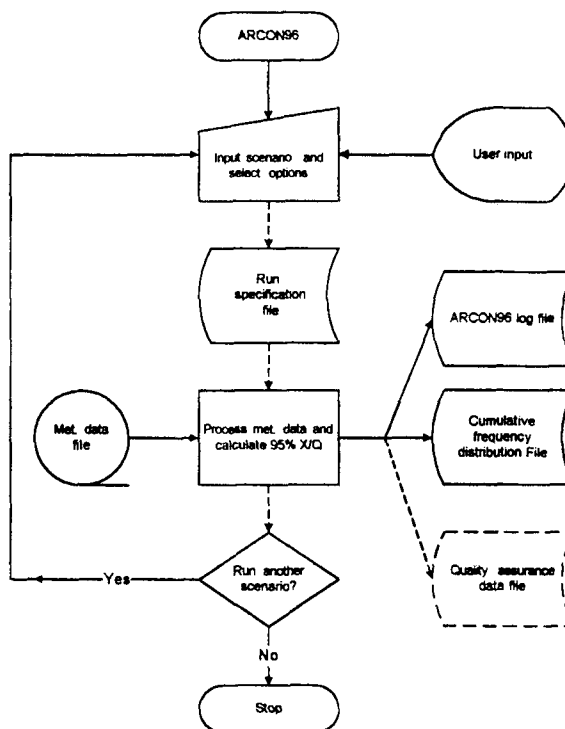 ARCON96
Input scenario and
select options
User input
Run
specification
file
ARCON96 log file
Met. data
file
Process met. data and
calculate 95% X/Q
Cumulative
frequency
distribution File
Quality assurance
data file
Run another
scenario?
Yes
No
Stop